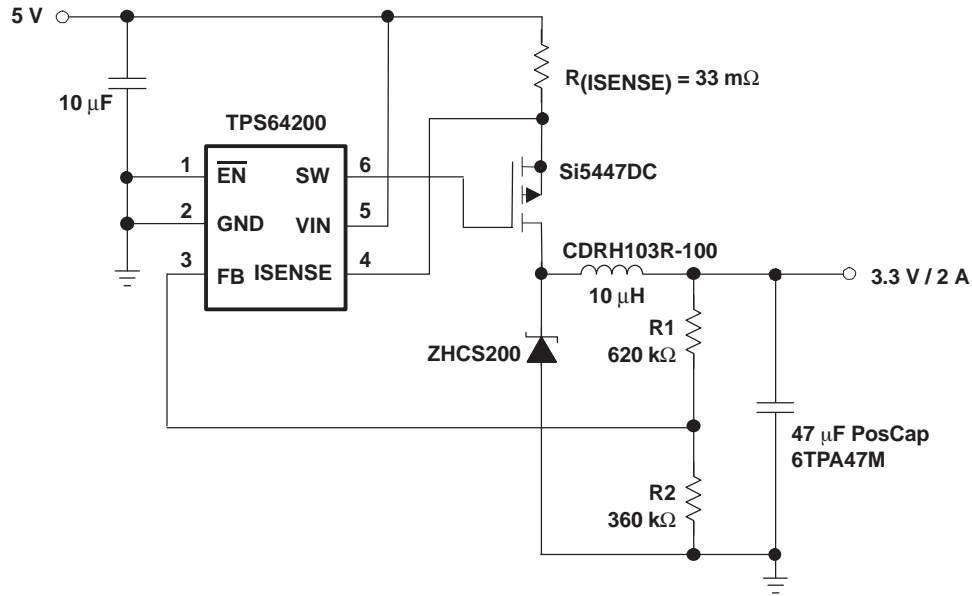 5 V
R(ISENSE) = 33 mΩ
10 μF
TPS64200
1
EN
SW
6
Si5447DC
2
GND
VIN
5
3
FB
ISENSE
4
CDRH103R-100
10 μH
3.3 V / 2 A
R1
620 kΩ
ZHCS200
47 μF PosCap
6TPA47M
R2
360 kΩ